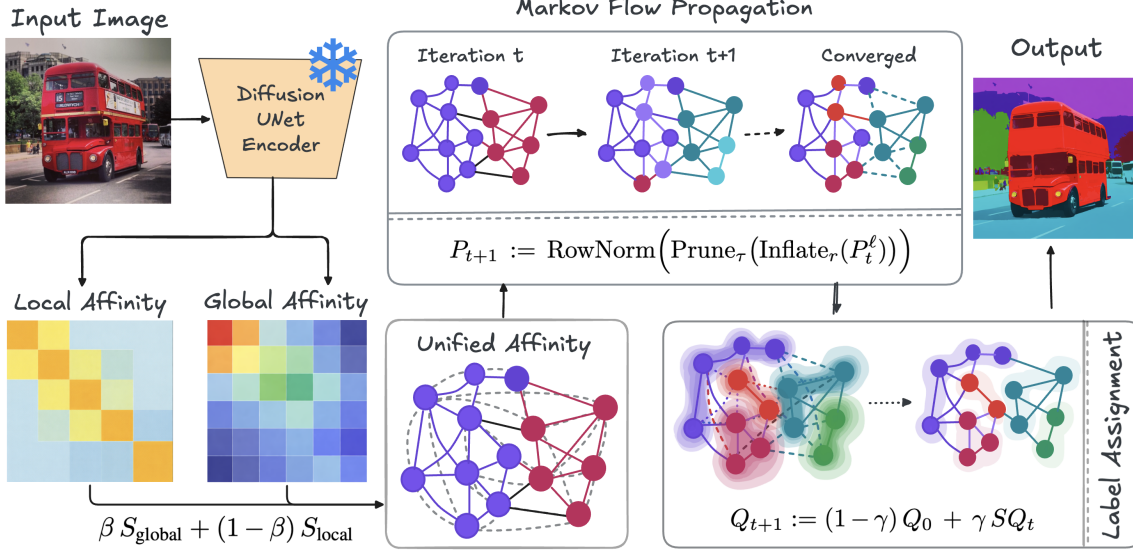 Input Image
Diffusion
UNet
Encoder
Markov Flow Propagation
Iteration t
Iteration t+1
Converged
P_{t+1} := RowNorm(Prune_τ(Inflate_r(P_t^ℓ)))
Output
15
Local Affinity
Global Affinity
β S_global + (1 − β) S_local
Unified Affinity
Q_{t+1} := (1 − γ) Q_0 + γ SQ_t
Label Assignment